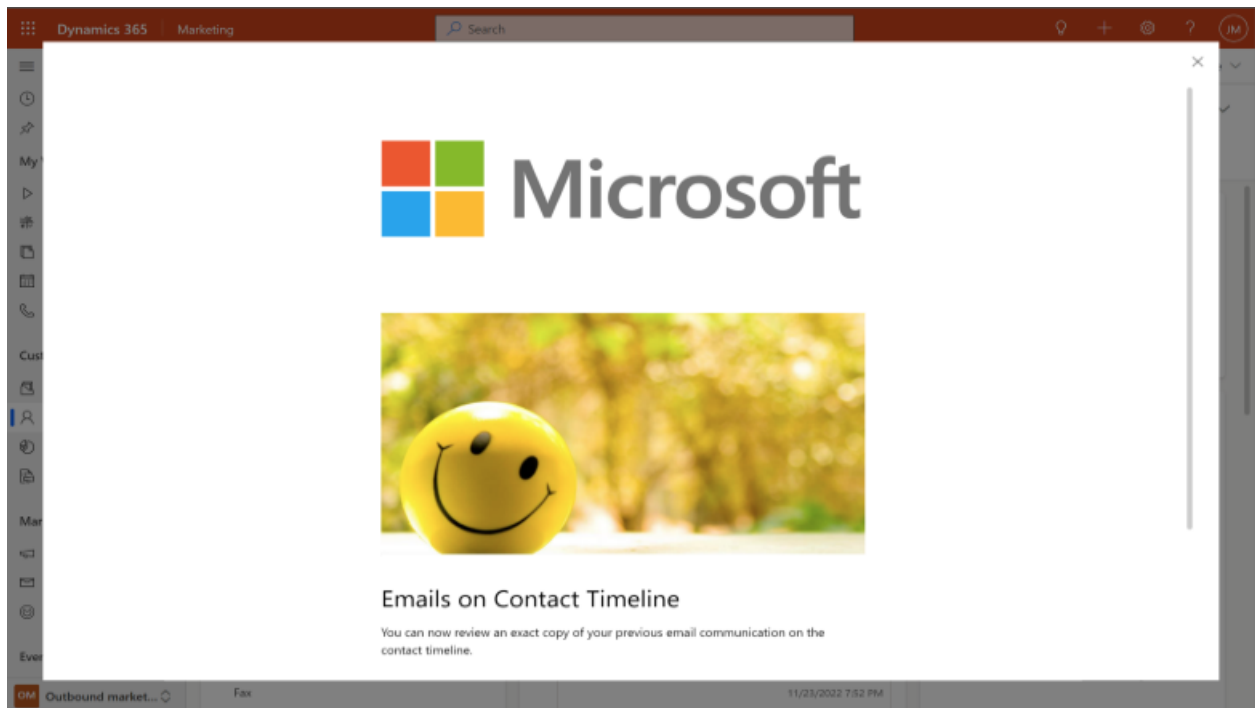 Dynamics 365
Marketing
Search
?
JM
My
Microsoft
Cust
Mar
Emails on Contact Timeline
You can now review an exact copy of your previous email communication on the
contact timeline.
Ever
OM
Outbound market...
Fax
11/23/2022 7:52 PM